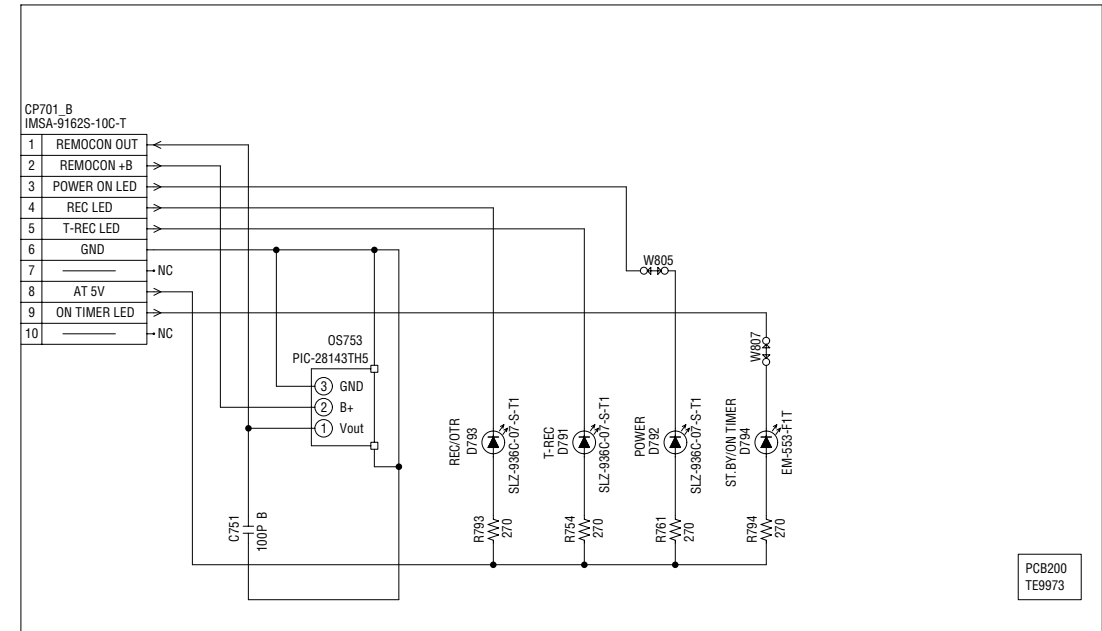 CP701_B
IMSA-9162S-10C-T
1 REMOCON OUT
2 REMOCON +B
3 POWER ON LED
4 REC LED
5 T-REC LED
6 GND
7 NC
8 AT 5V
9 ON TIMER LED
10 NC
W805
W807
OS753
PIC-28143TH5
3 GND
2 B+
1 Vout
C751
100P B
REC/OTR
D793
SLZ-936C-07-S-T1
T-REC
D791
SLZ-936C-07-S-T1
POWER
D792
SLZ-936C-07-S-T1
ST.BY/ON TIMER
D794
EM-553-F1T
R793
270
R754
270
R761
270
R794
270
PCB200
TE9973